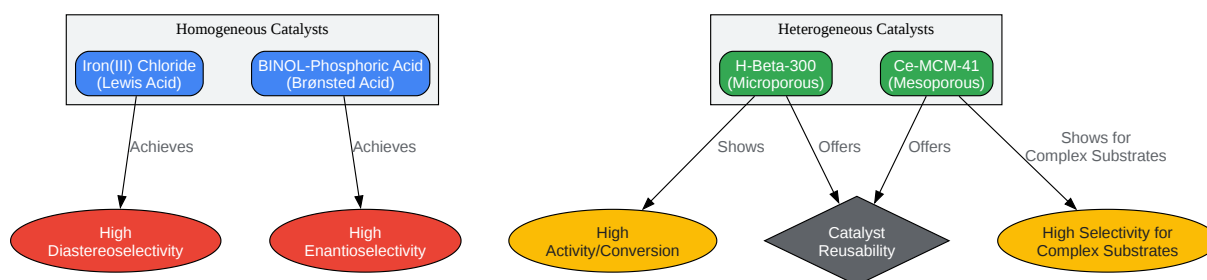 Homogeneous Catalysts
Iron(III) Chloride
(Lewis Acid)
BINOL-Phosphoric Acid
(Brønsted Acid)
Heterogeneous Catalysts
H-Beta-300
(Microporous)
Ce-MCM-41
(Mesoporous)
Achieves
Achieves
Shows
Offers
Offers
Shows for
Complex Substrates
High
Diastereoselectivity
High
Enantioselectivity
High
Activity/Conversion
Catalyst
Reusability
High Selectivity for
Complex Substrates